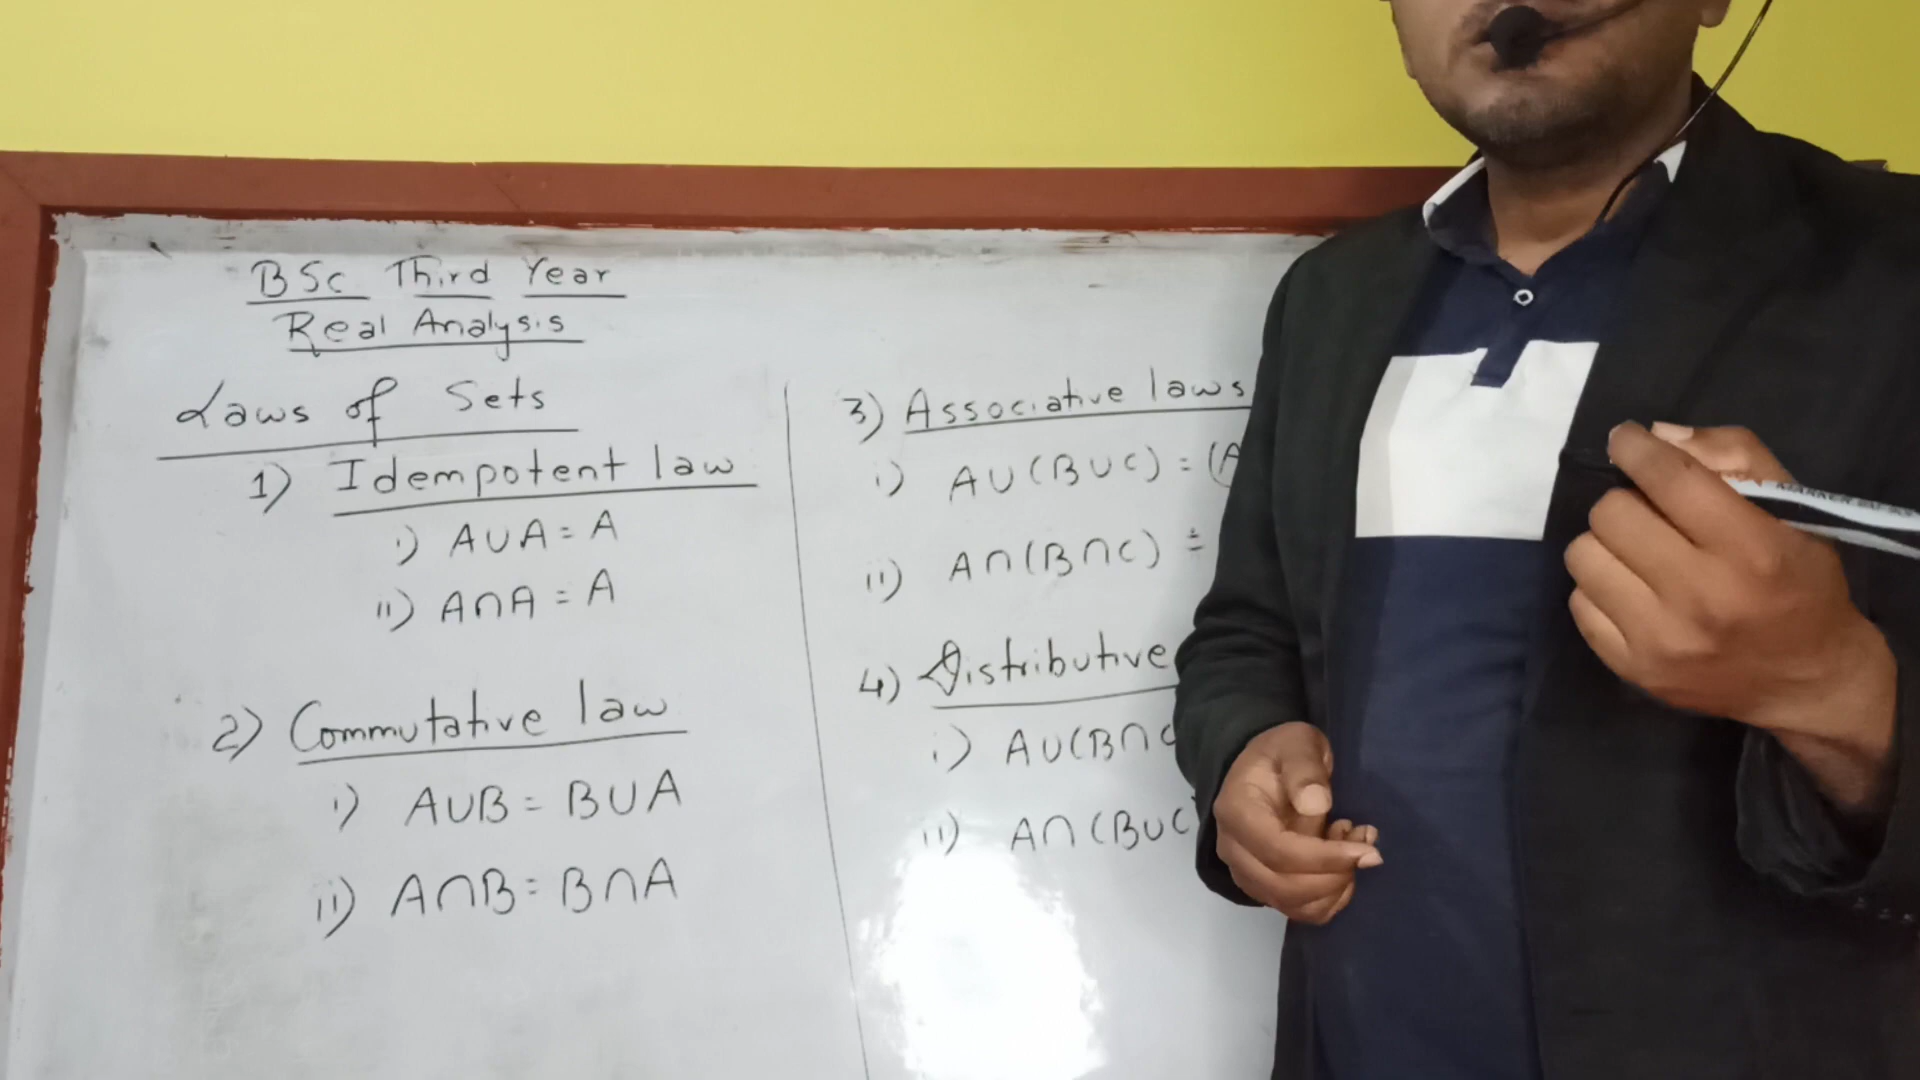 BSc Third Year
Real Analysis
Laws of Sets
1) Idempotent law
i) A∪A = A
ii) A∩A = A
2) Commutative law
i) A∪B = B∪A
ii) A∩B = B∩A
3) Associative laws
i) A∪(B∪C) = (A
ii) A∩(B∩C) =
4) Distributive
i) A∪(B∩C
ii) A∩(B∪C